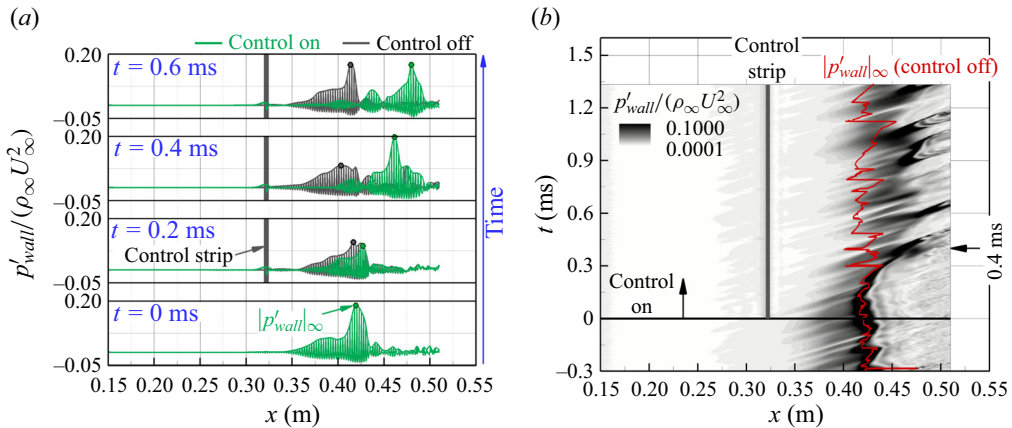 (a)
Control on
Control off
0.20
t = 0.6 ms
−0.05
0.20
t = 0.4 ms
−0.05
0.20
t = 0.2 ms
Control strip
−0.05
0.20
t = 0 ms
|p′wall|∞
−0.05
p′wall/(ρ∞U²∞)
Time
0.15 0.20 0.25 0.30 0.35 0.40 0.45 0.50 0.55
x (m)
(b)
Control
strip
|p′wall|∞ (control off)
p′wall/(ρ∞U²∞)
0.1000
0.0001
Control
on
0.4 ms
1.5
1.2
0.9
0.6
0.3
0
−0.3
t (ms)
0.15 0.20 0.25 0.30 0.35 0.40 0.45 0.50 0.55
x (m)